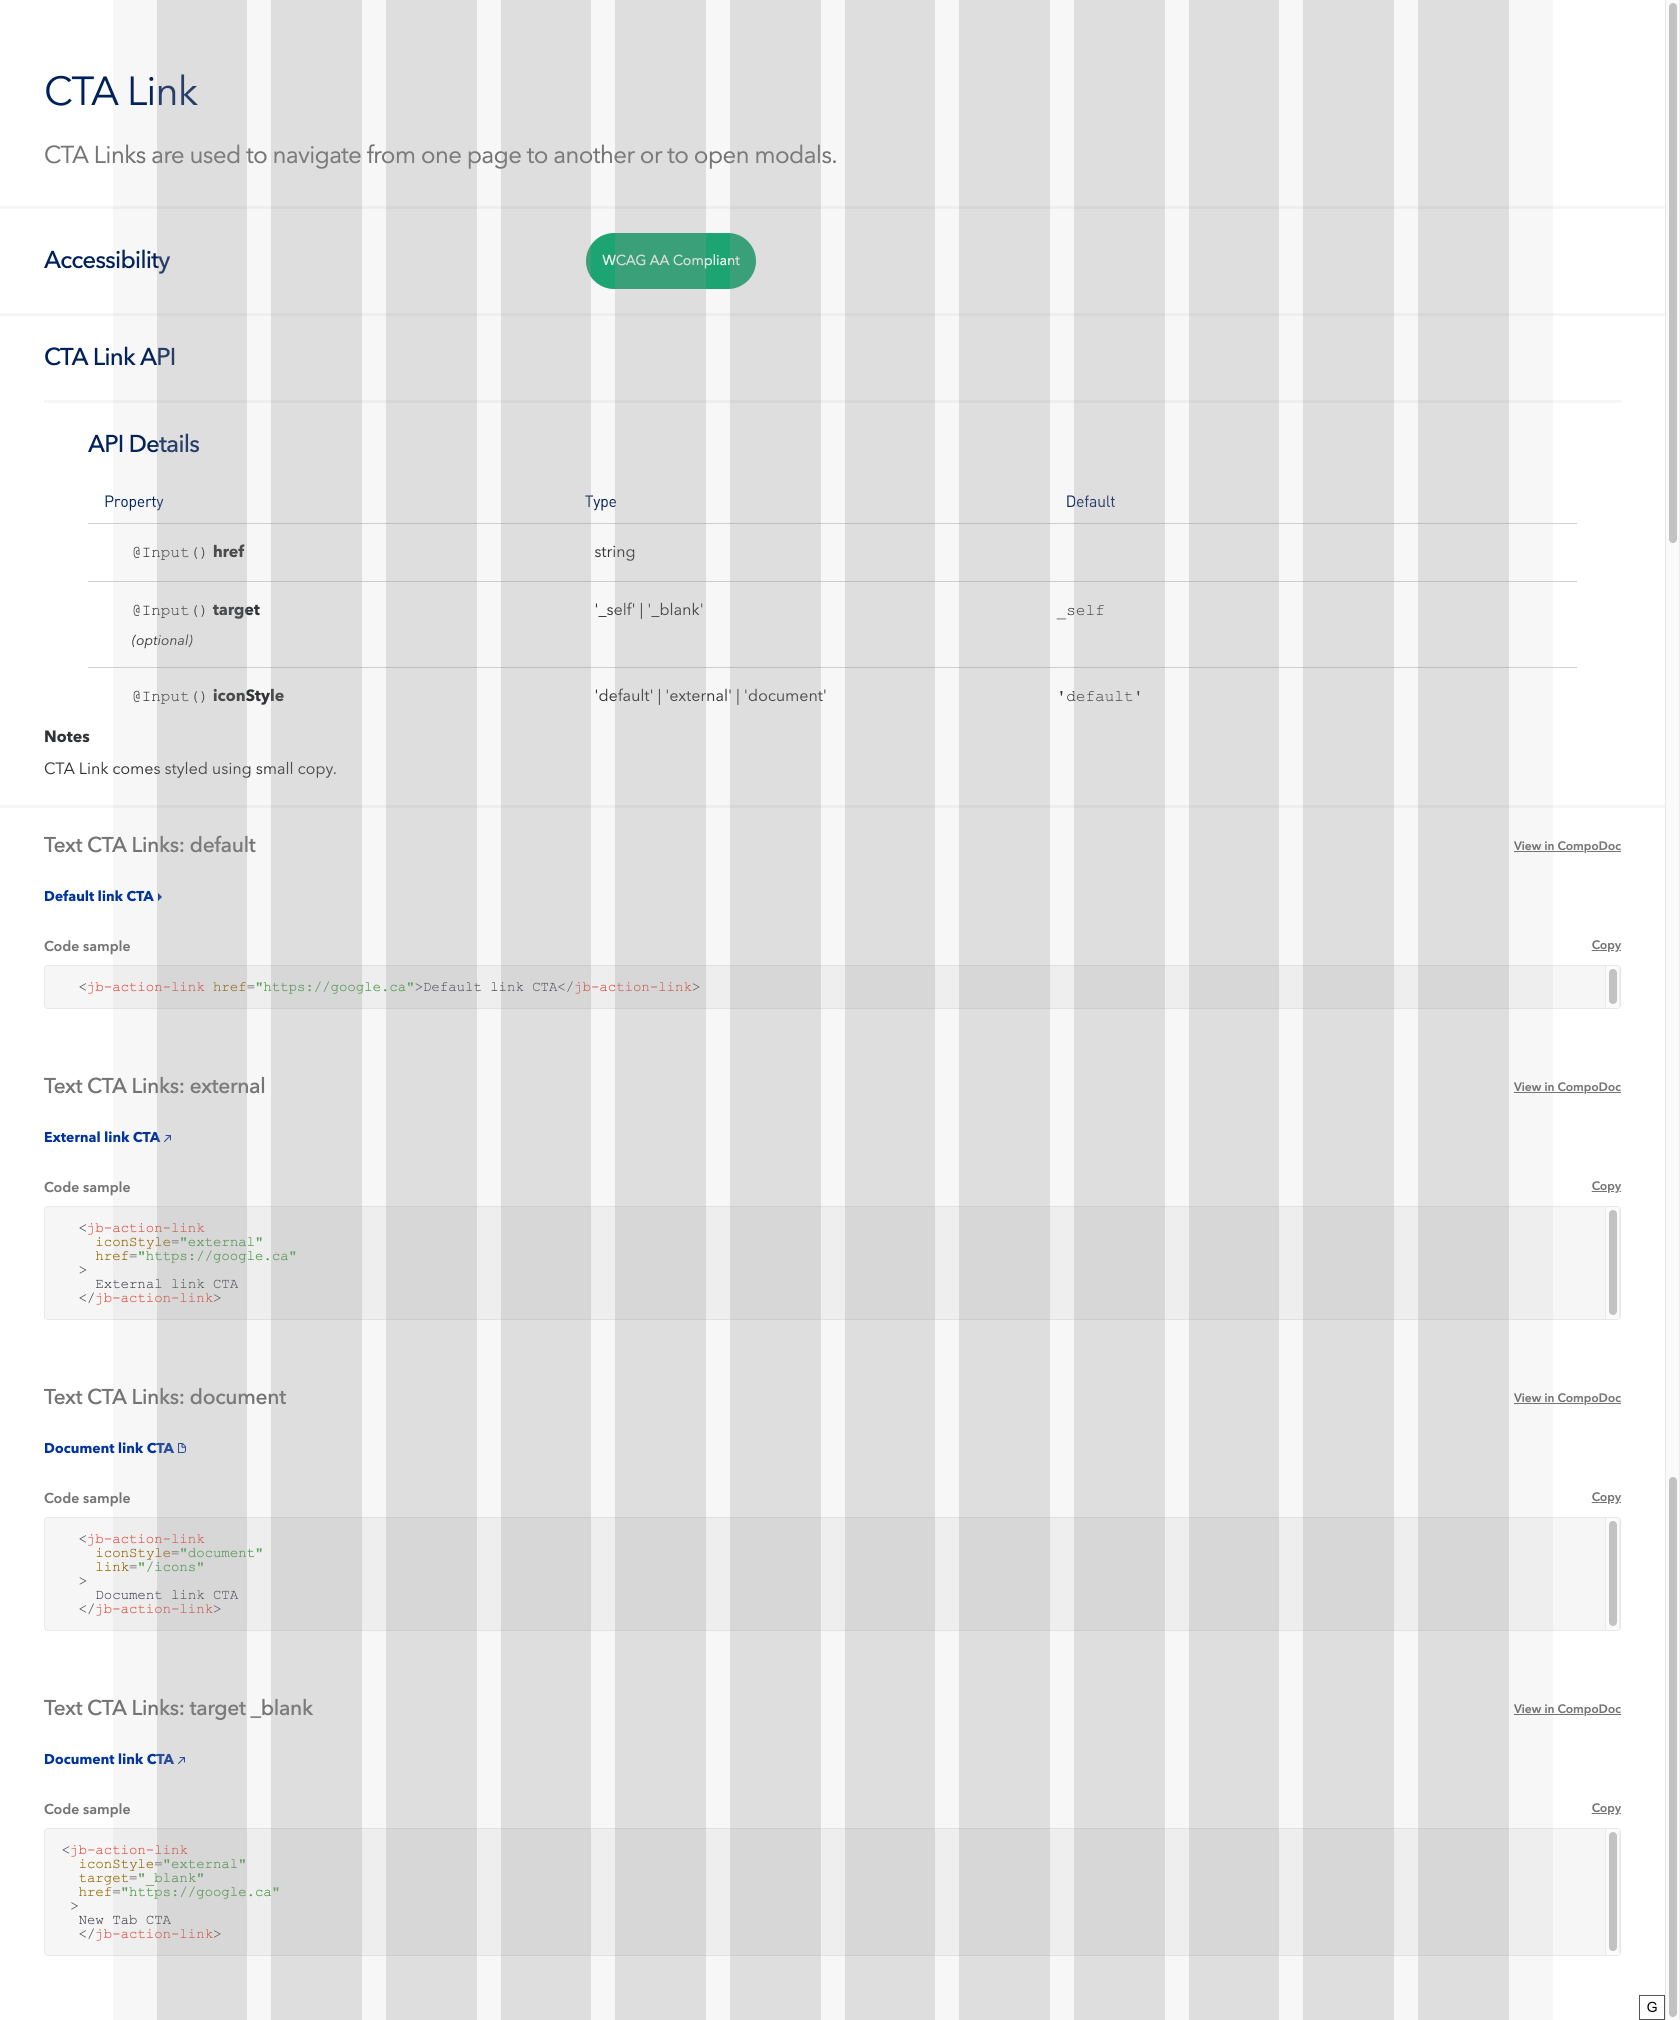 CTA Link
CTA Links are used to navigate from one page to another or to open modals.
Accessibility
WCAG AA Compliant
CTA Link API
API Details
Property Type Default
@Input() href string
@Input() target '_self' | '_blank' _self
(optional)
@Input() iconStyle 'default' | 'external' | 'document' 'default'
Notes
CTA Link comes styled using small copy.
Text CTA Links: default View in CompoDoc
Default link CTA
Code sample Copy
<jb-action-link href="https://google.ca">Default link CTA</jb-action-link>
Text CTA Links: external View in CompoDoc
External link CTA
Code sample Copy
<jb-action-link
iconStyle="external"
href="https://google.ca"
>
External link CTA
</jb-action-link>
Text CTA Links: document View in CompoDoc
Document link CTA
Code sample Copy
<jb-action-link
iconStyle="document"
link="/icons"
>
Document link CTA
</jb-action-link>
Text CTA Links: target _blank View in CompoDoc
Document link CTA
Code sample Copy
<jb-action-link
iconStyle="external"
target="_blank"
href="https://google.ca"
>
New Tab CTA
</jb-action-link>
G